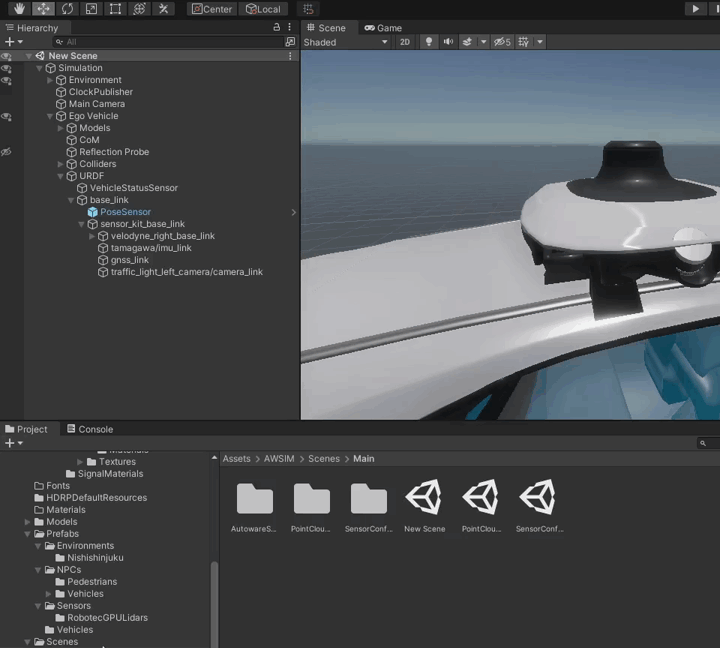 Center Local
Hierarchy
All
New Scene
Simulation
Environment
ClockPublisher
Main Camera
Ego Vehicle
Models
CoM
Reflection Probe
Colliders
URDF
VehicleStatusSensor
base_link
PoseSensor
sensor_kit_base_link
velodyne_right_base_link
tamagawa/imu_link
gnss_link
traffic_light_left_camera/camera_link
Scene Game
Shaded 2D 5
Project Console
Materials
Textures
SignalMaterials
Fonts
HDRPDefaultResources
Materials
Models
Prefabs
Environments
Nishishinjuku
NPCs
Pedestrians
Vehicles
Sensors
RobotecGPULidars
Vehicles
Scenes
Assets > AWSIM > Scenes > Main
AutowareS... PointClou... SensorConf... New Scene PointClou... SensorConf...